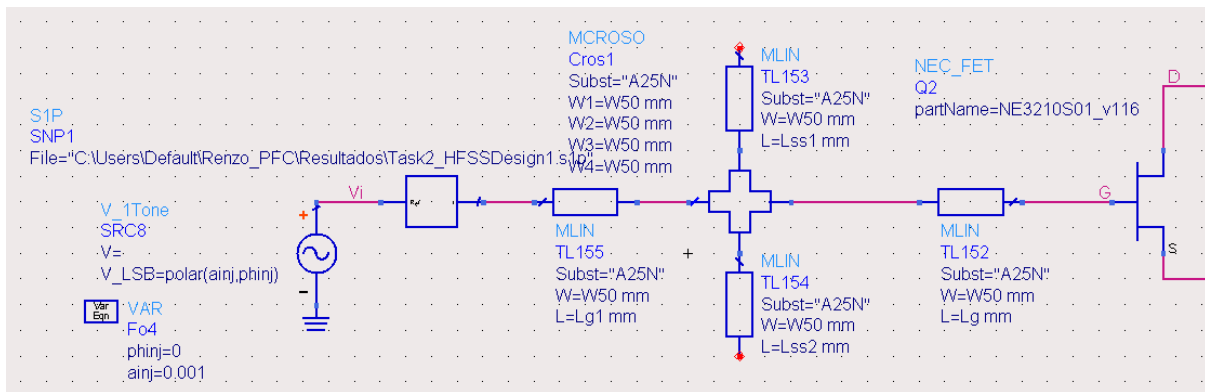 MCROSO
Cros1
Subst="A25N"
W1=W50 mm
W2=W50 mm
W3=W50 mm
W4=W50 mm
MLIN
TL153
Subst="A25N"
W=W50 mm
L=Lss1 mm
NEC_FET
Q2
partName=NE3210S01_v116
D
S1P
SNP1
File="C:\Users\Default\Renzo_PFC\Resultados\Task2_HFSSDesign1.s1p"
Vi
Ref
G
S
V_1Tone
SRC8
V=
V_LSB=polar(ainj,phinj)
MLIN
TL155
Subst="A25N"
W=W50 mm
L=Lg1 mm
MLIN
TL154
Subst="A25N"
W=W50 mm
L=Lss2 mm
MLIN
TL152
Subst="A25N"
W=W50 mm
L=Lg mm
Var
Eqn
VAR
Fo4
phinj=0
ainj=0.001